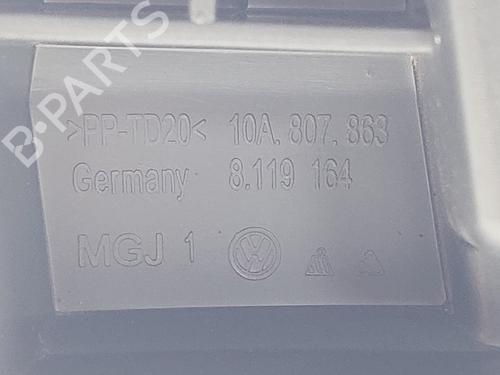 B-PARTS
>PP-TD20< 10A. 807. 863
Germany 8.119 164
MGJ 1